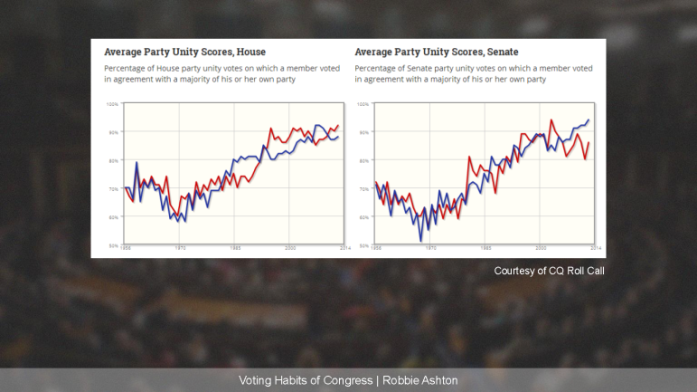 Average Party Unity Scores, House
Percentage of House party unity votes on which a member voted
in agreement with a majority of his or her own party
100%
90%
80%
70%
60%
50%
1956
1970
1985
2000
2014
Average Party Unity Scores, Senate
Percentage of Senate party unity votes on which a member voted
in agreement with a majority of his or her own party
100%
90%
80%
70%
60%
50%
1956
1970
1985
2000
2014
Courtesy of CQ Roll Call
Voting Habits of Congress | Robbie Ashton